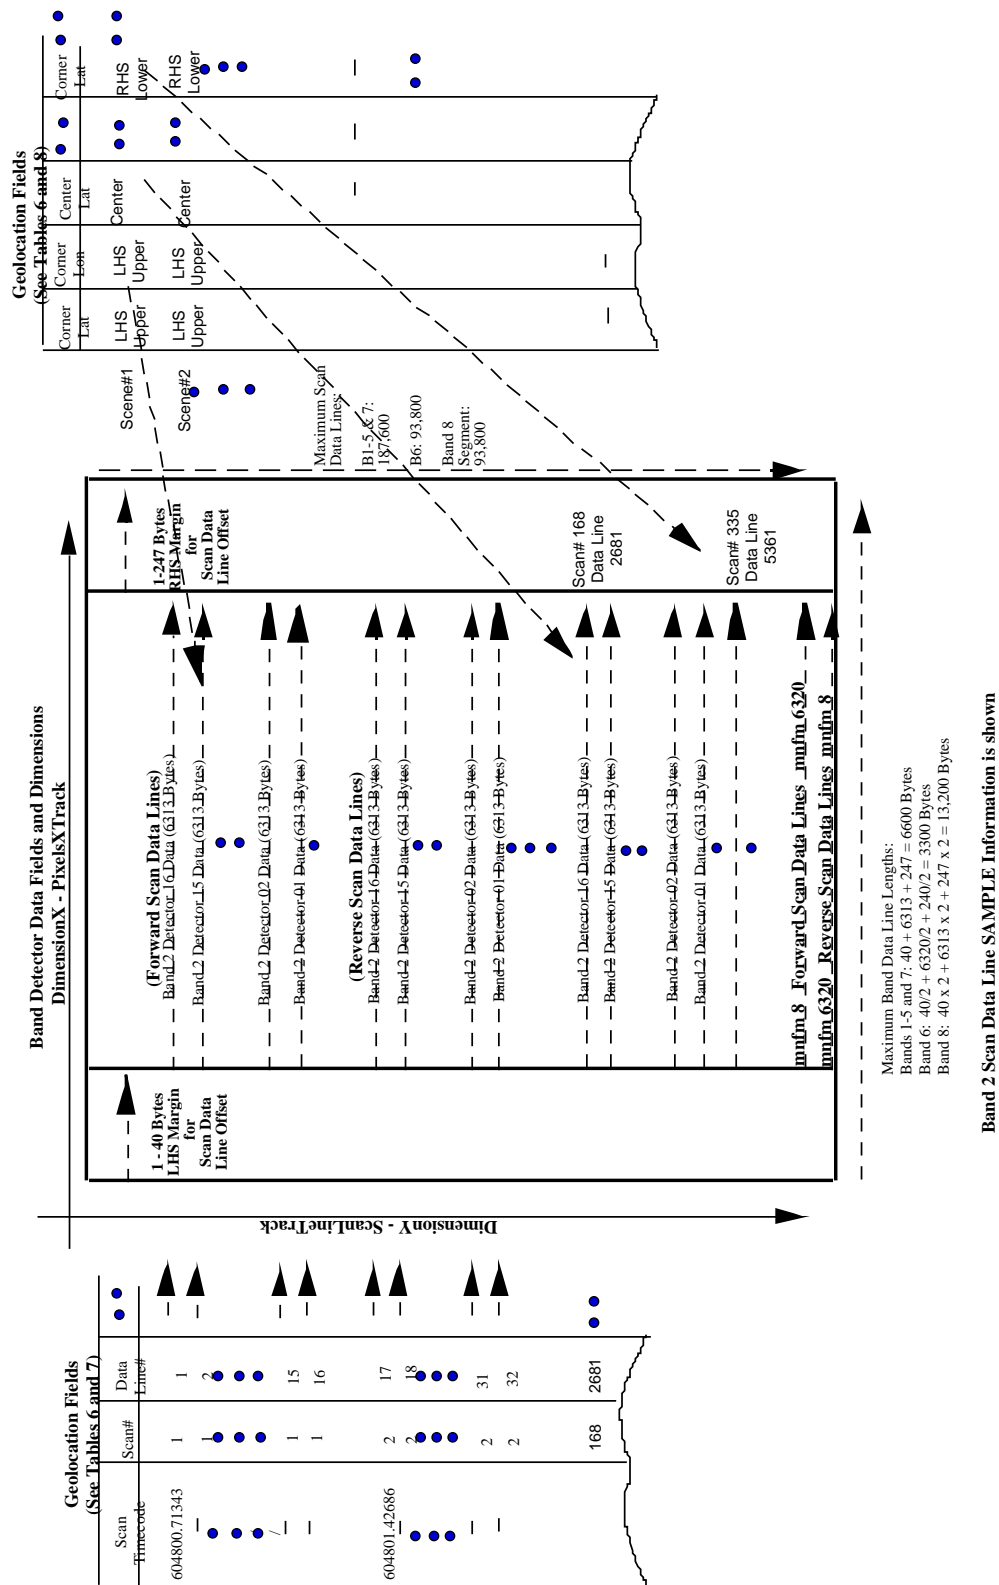 Geolocation Fields
(See Tables 6 and 7)
Scan
Timecode
Scan#
Data
Line#
604800.71343
1
1
1
2
/
1
15
1
16
604801.42686
2
17
2
18
2
31
2
32
168
2681
Band Detector Data Fields and Dimensions
DimensionX - PixelsXTrack
DimensionY - ScanLineTrack
1 - 40 Bytes
LHS Margin
for
Scan Data
Line Offset
(Forward Scan Data Lines)
Band 2 Detector 16 Data (6313 Bytes)
Band 2 Detector 15 Data (6313 Bytes)
Band 2 Detector 02 Data (6313 Bytes)
Band 2 Detector 01 Data (6313 Bytes)
(Reverse Scan Data Lines)
Band 2 Detector 16 Data (6313 Bytes)
Band 2 Detector 15 Data (6313 Bytes)
Band 2 Detector 02 Data (6313 Bytes)
Band 2 Detector 01 Data (6313 Bytes)
Band 2 Detector 16 Data (6313 Bytes)
Band 2 Detector 15 Data (6313 Bytes)
Band 2 Detector 02 Data (6313 Bytes)
Band 2 Detector 01 Data (6313 Bytes)
mnfm 8 Forward Scan Data Lines mnfm 6320
mnfm 6320 Reverse Scan Data Lines mnfm 8
1-247 Bytes
RHS Margin
for
Scan Data
Line Offset
Scan# 168
Data Line
2681
Scan# 335
Data Line
5361
Maximum Scan
Data Lines:
B1-5 & 7:
187,600
B6: 93,800
Band 8
Segment:
93,800
Geolocation Fields
(See Tables 6 and 8)
Corner
Lat
Corner
Lon
Center
Lat
Corner
Lat
Scene#1
LHS
Upper
LHS
Upper
Center
RHS
Lower
Scene#2
LHS
Upper
LHS
Upper
Center
RHS
Lower
Maximum Band Data Line Lengths:
Bands 1-5 and 7: 40 + 6313 + 247 = 6600 Bytes
Band 6: 40/2 + 6320/2 + 240/2 = 3300 Bytes
Band 8: 40 x 2 + 6313 x 2 + 247 x 2 = 13,200 Bytes
Band 2 Scan Data Line SAMPLE Information is shown